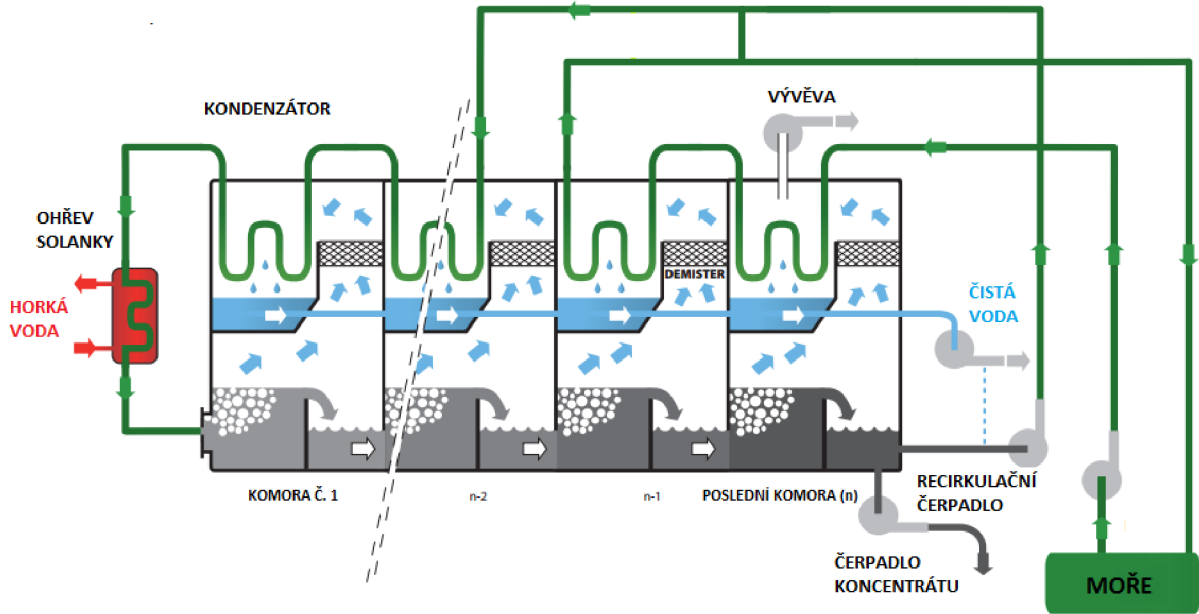 KONDENZÁTOR
VÝVĚVA
OHŘEV
SOLANKY
HORKÁ
VODA
DEMISTER
ČISTÁ
VODA
KOMORA Č. 1
n-2
n-1
POSLEDNÍ KOMORA (n)
RECIRKULAČNÍ
ČERPADLO
ČERPADLO
KONCENTRÁTU
MOŘE